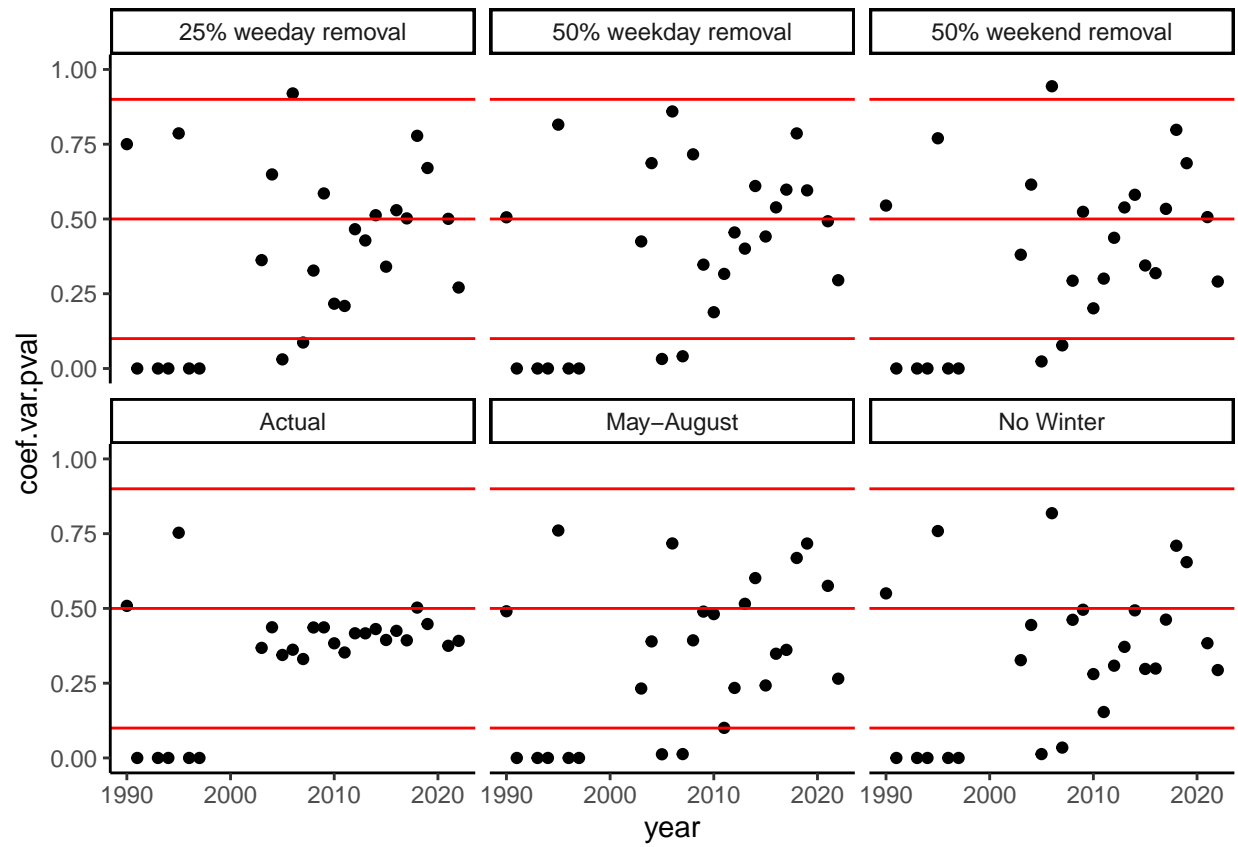 25% weeday removal
50% weekday removal
50% weekend removal
1.00
0.75
0.50
0.25
0.00
Actual
May−August
No Winter
1.00
0.75
0.50
0.25
0.00
coef.var.pval
1990 2000 2010 2020
1990 2000 2010 2020
1990 2000 2010 2020
year